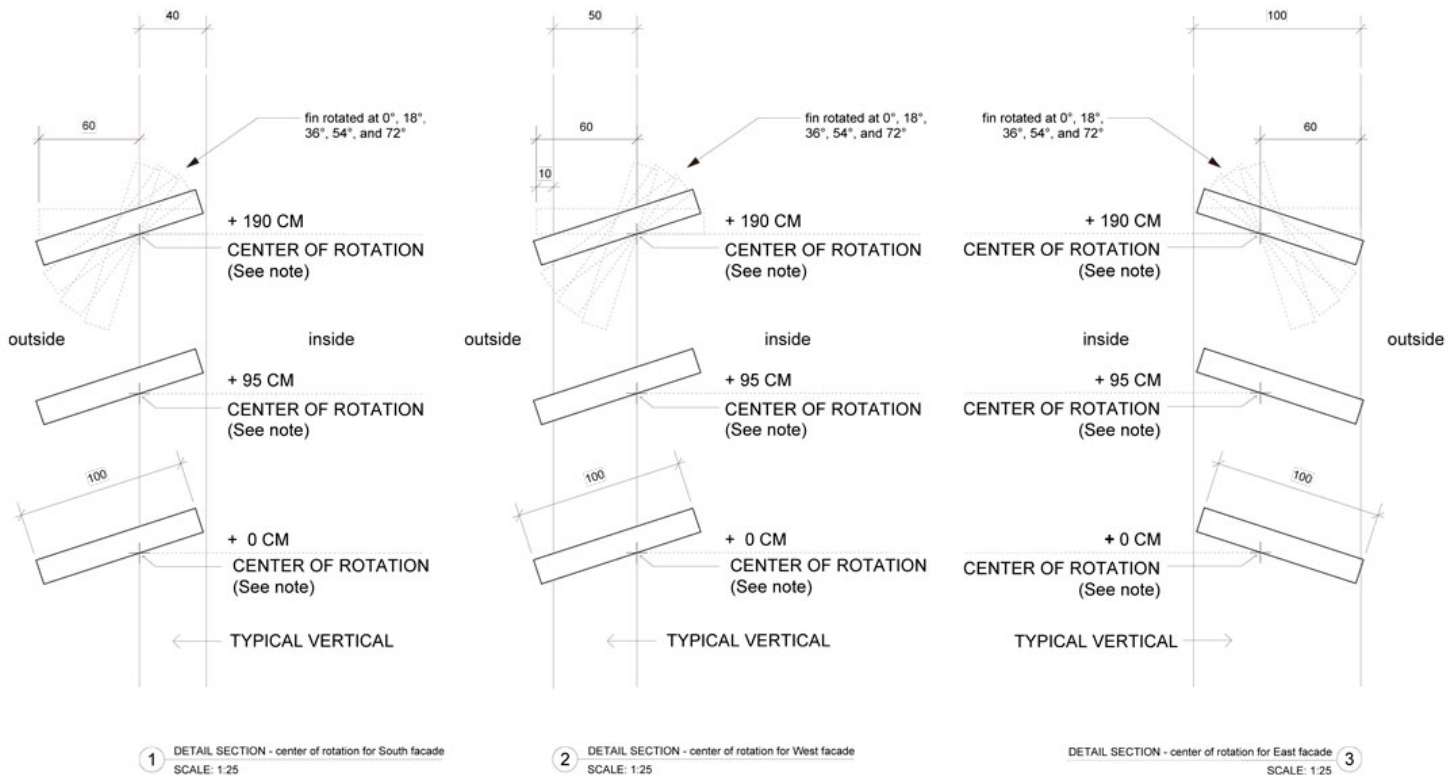 40
60
fin rotated at 0°, 18°,
36°, 54°, and 72°
+ 190 CM
CENTER OF ROTATION
(See note)
outside
inside
+ 95 CM
CENTER OF ROTATION
(See note)
100
+ 0 CM
CENTER OF ROTATION
(See note)
TYPICAL VERTICAL
1
DETAIL SECTION - center of rotation for South facade
SCALE: 1:25
50
60
10
fin rotated at 0°, 18°,
36°, 54°, and 72°
+ 190 CM
CENTER OF ROTATION
(See note)
outside
inside
+ 95 CM
CENTER OF ROTATION
(See note)
100
+ 0 CM
CENTER OF ROTATION
(See note)
TYPICAL VERTICAL
2
DETAIL SECTION - center of rotation for West facade
SCALE: 1:25
100
fin rotated at 0°, 18°,
36°, 54°, and 72°
60
+ 190 CM
CENTER OF ROTATION
(See note)
inside
outside
+ 95 CM
CENTER OF ROTATION
(See note)
100
+ 0 CM
CENTER OF ROTATION
(See note)
TYPICAL VERTICAL
DETAIL SECTION - center of rotation for East facade
3
SCALE: 1:25